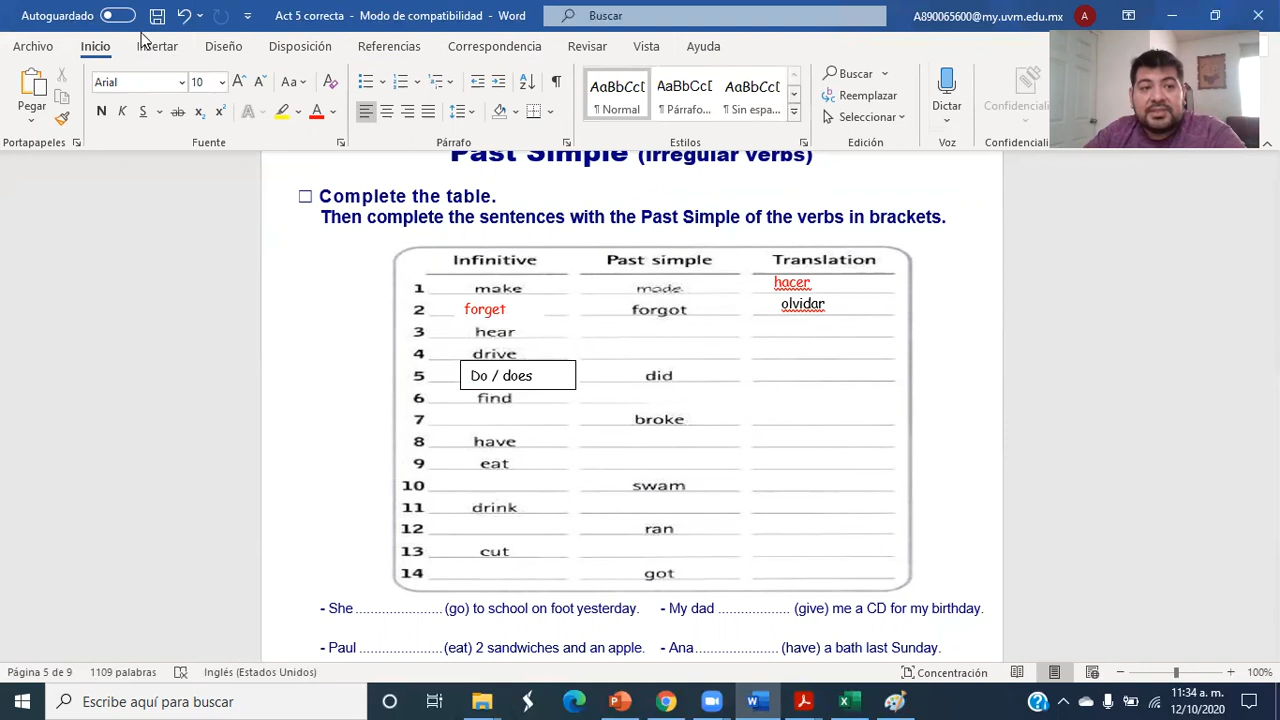 Autoguardado Act 5 correcta - Modo de compatibilidad - Word Buscar A890065600@my.uvm.edu.mx A
Archivo Inicio Insertar Diseño Disposición Referencias Correspondencia Revisar Vista Ayuda
Arial 10 Aa
Pegar
N K S ab x₂ x² A A
Portapapeles Fuente Párrafo
AaBbCcI AaBbCcI AaBbCcI
¶ Normal ¶ Párrafo... ¶ Sin espa...
Estilos
Buscar
Reemplazar
Seleccionar
Edición
Dictar
Voz
Confidenciali
Confidenciali
Past Simple (irregular verbs)
Complete the table.
Then complete the sentences with the Past Simple of the verbs in brackets.
Infinitive Past simple Translation
1 make made hacer
2 forget forgot olvidar
3 hear
4 drive
5 Do / does did
6 find
7 broke
8 have
9 eat
10 swam
11 drink
12 ran
13 cut
14 got
- She ...................... (go) to school on foot yesterday. - My dad .................. (give) me a CD for my birthday.
- Paul ..................... (eat) 2 sandwiches and an apple. - Ana..................... (have) a bath last Sunday.
Página 5 de 9 1109 palabras Inglés (Estados Unidos) Concentración 100%
Escribe aquí para buscar
11:34 a. m.
12/10/2020